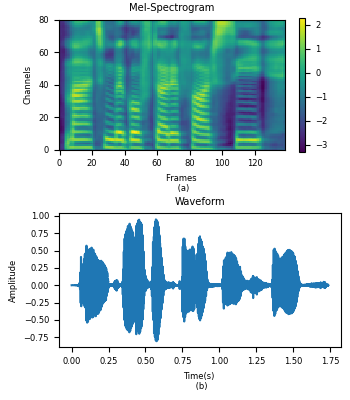 Mel-Spectrogram
80
60
40
20
0
Channels
0 20 40 60 80 100 120
Frames
(a)
2
1
0
−1
−2
−3
Waveform
1.00
0.75
0.50
0.25
0.00
−0.25
−0.50
−0.75
Amplitude
0.00 0.25 0.50 0.75 1.00 1.25 1.50 1.75
Time(s)
(b)